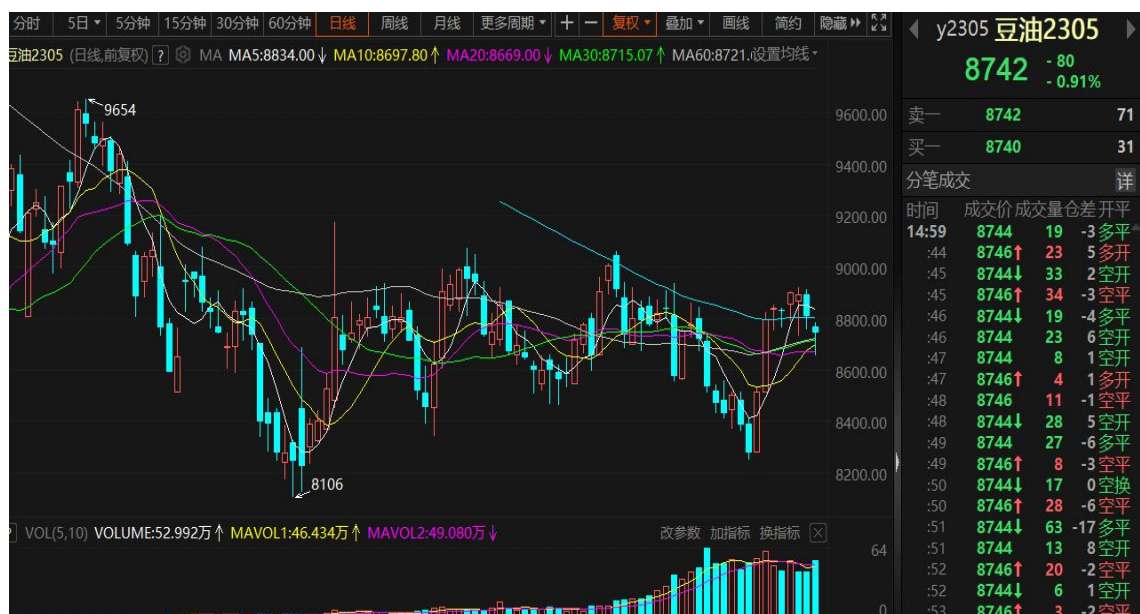 分时 5日 5分钟 15分钟 30分钟 60分钟 日线 周线 月线 更多周期 + − 复权 叠加 画线 简约 隐藏
豆油2305 (日线,前复权) ? MA MA5:8834.00↓ MA10:8697.80↑ MA20:8669.00↓ MA30:8715.07↑ MA60:8721. 设置均线
9654
9600.00
9400.00
9200.00
9000.00
8800.00
8600.00
8400.00
8200.00
8106
VOL(5,10) VOLUME:52.992万↑ MAVOL1:46.434万↑ MAVOL2:49.080万↓ 改参数 加指标 换指标
64
0
y2305 豆油2305
8742 -80
-0.91%
卖一 8742 71
买一 8740 31
分笔成交 详
时间 成交价 成交量 仓差 开平
14:59 8744 19 -3 多平
:44 8746↑ 23 5 多开
:45 8744↓ 33 2 空开
:45 8746↑ 34 -3 空平
:46 8744↓ 19 -4 多平
:46 8744 23 6 空开
:47 8744 8 1 空开
:47 8746↑ 4 1 多开
:48 8746 11 -1 空平
:48 8744↓ 28 5 空开
:49 8744 27 -6 多平
:49 8746↑ 8 -3 空平
:50 8744↓ 17 0 空换
:50 8746↑ 28 -6 空平
:51 8744↓ 63 -17 多平
:51 8744 13 8 空开
:52 8746↑ 20 -2 空平
:52 8744↓ 6 1 空开
:53 8746↑ 3 -2 空平